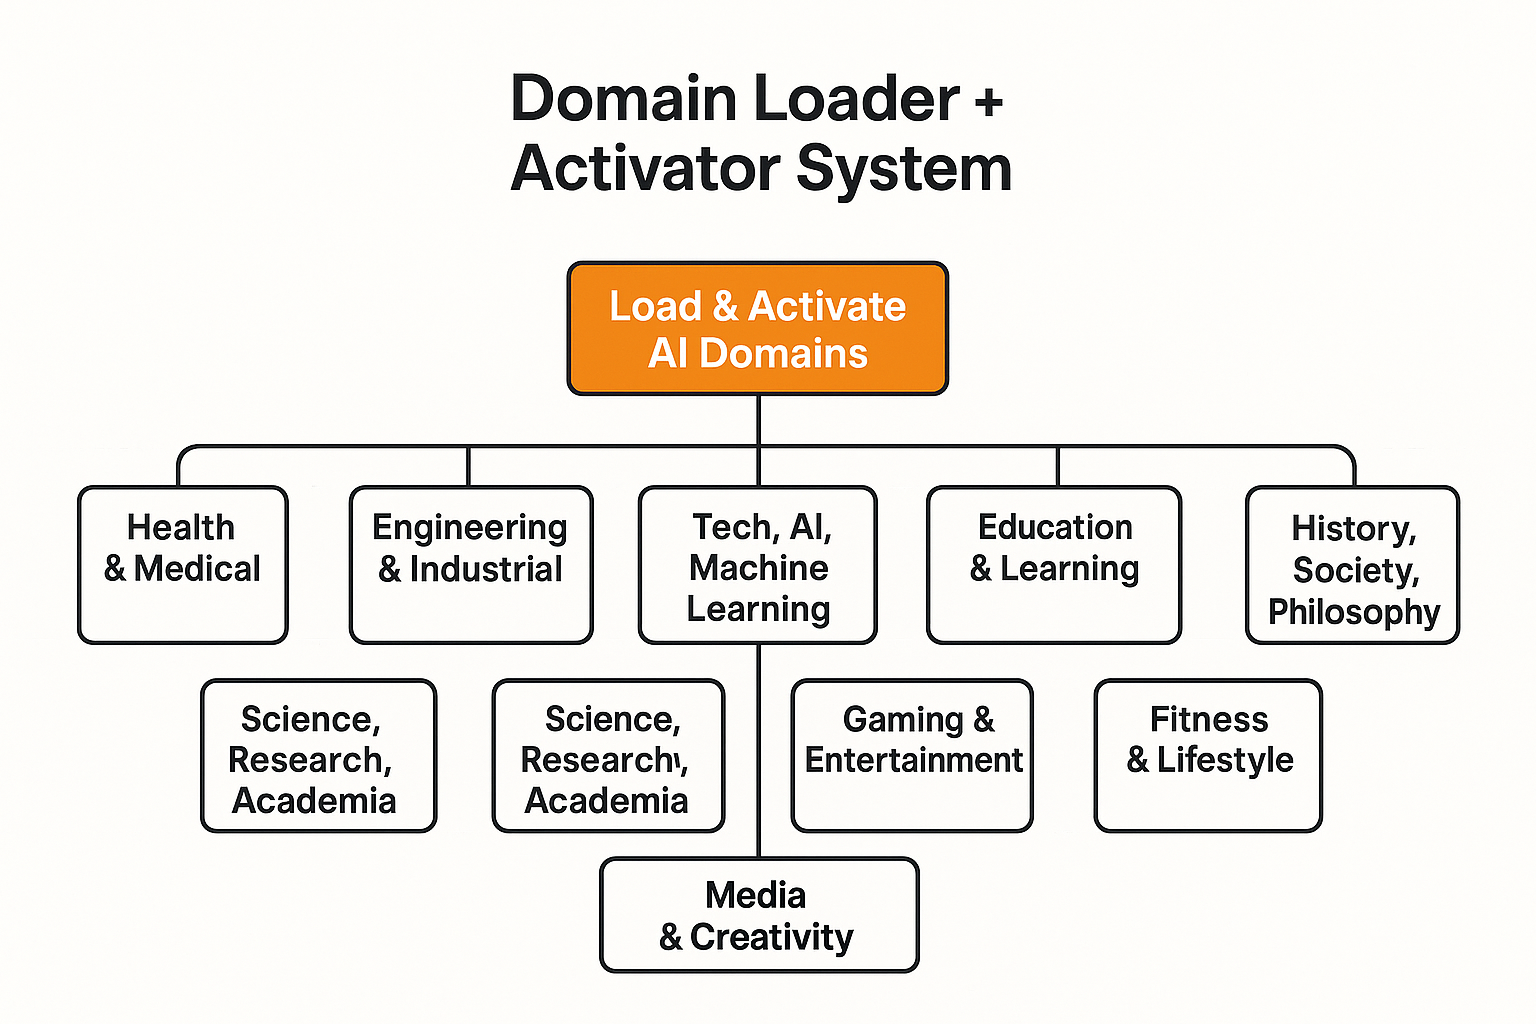 Domain Loader +
Activator System
Load & Activate
AI Domains
Health
& Medical
Engineering
& Industrial
Tech, AI,
Machine
Learning
Education
& Learning
History,
Society,
Philosophy
Science,
Research,
Academia
Science,
Research,
Academia
Gaming &
Entertainment
Fitness
& Lifestyle
Media
& Creativity